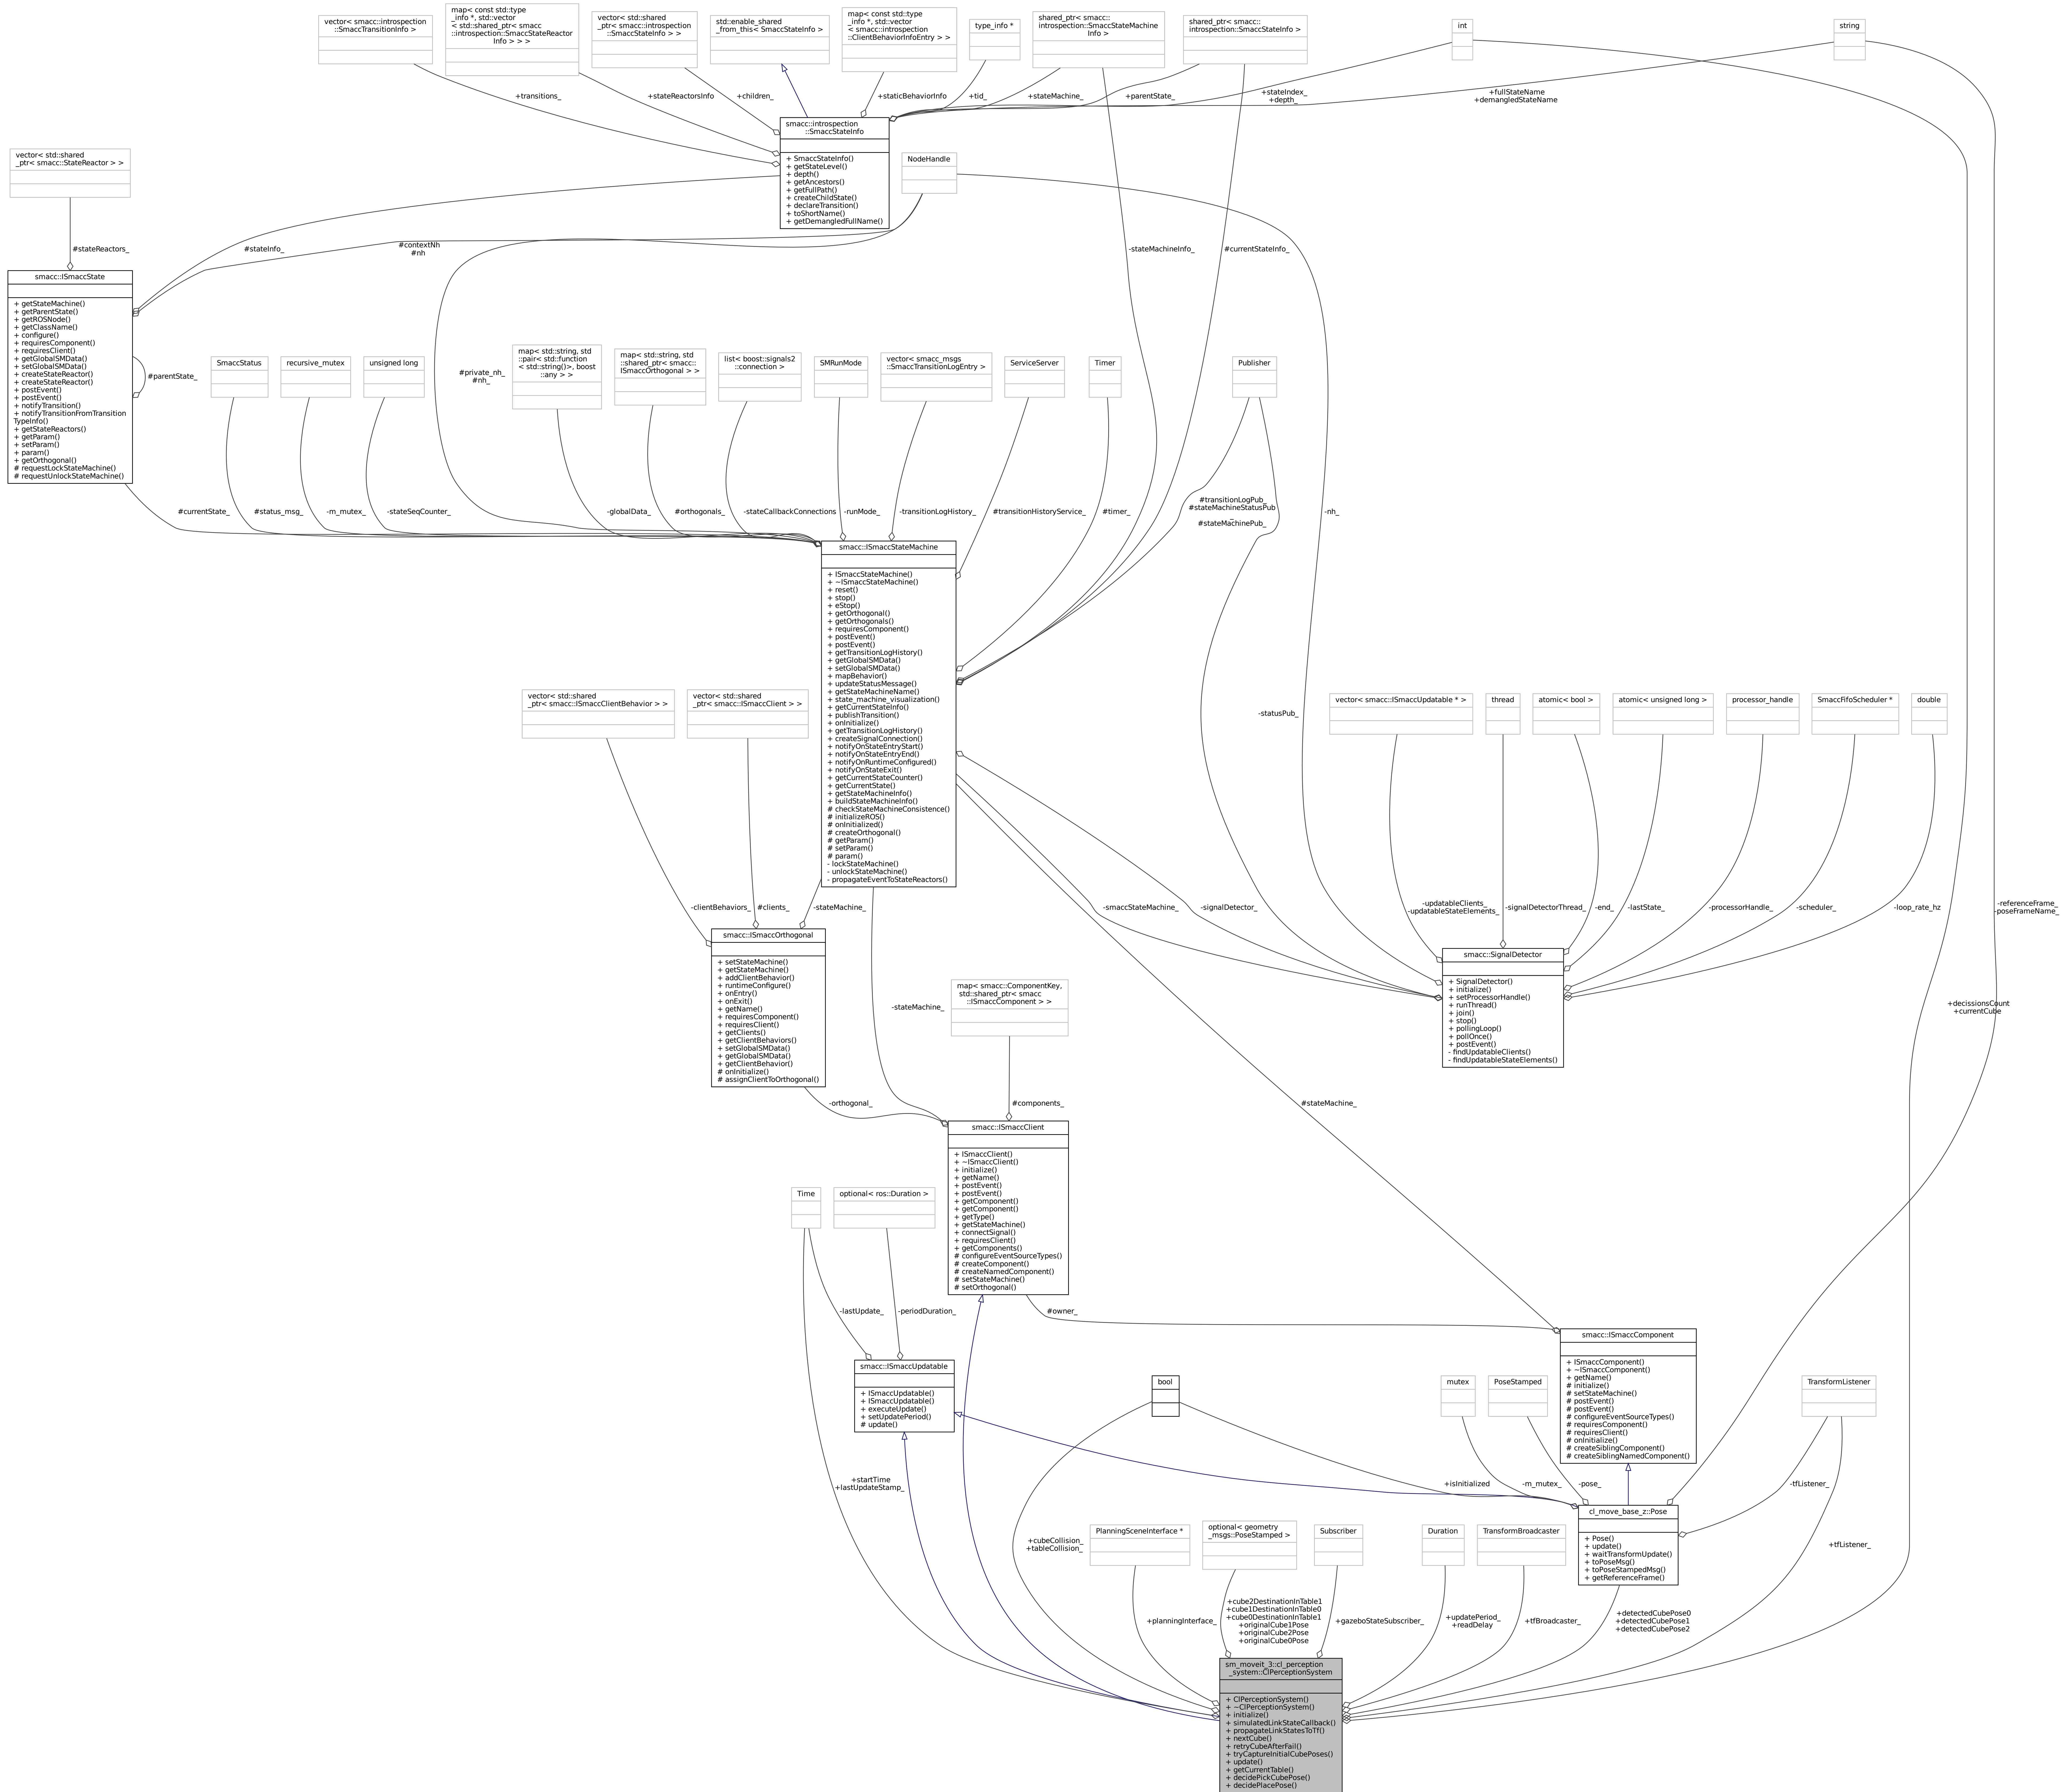 vector< smacc::introspection
::SmaccTransitionInfo >
map< const std::type
_info *, std::vector
< std::shared_ptr< smacc
::introspection::SmaccStateReactor
Info > > >
vector< std::shared
_ptr< smacc::introspection
::SmaccStateInfo > >
std::enable_shared
_from_this< SmaccStateInfo >
map< const std::type
_info *, std::vector
< smacc::introspection
::ClientBehaviorInfoEntry > >
type_info *
shared_ptr< smacc::
introspection::SmaccStateMachine
Info >
shared_ptr< smacc::
introspection::SmaccStateInfo >
int
string
+transitions_
+stateReactorsInfo
+children_
+staticBehaviorInfo
+tid_
+stateMachine_
+parentState_
+stateIndex_
+depth_
+fullStateName
+demangledStateName
smacc::introspection
::SmaccStateInfo
+ SmaccStateInfo()
+ getStateLevel()
+ depth()
+ getAncestors()
+ getFullPath()
+ createChildState()
+ declareTransition()
+ toShortName()
+ getDemangledFullName()
NodeHandle
vector< std::shared
_ptr< smacc::StateReactor > >
#stateReactors_
#stateInfo_
#contextNh
#nh
-stateMachineInfo_
#currentStateInfo_
smacc::ISmaccState
+ getStateMachine()
+ getParentState()
+ getROSNode()
+ getClassName()
+ configure()
+ requiresComponent()
+ requiresClient()
+ getGlobalSMData()
+ setGlobalSMData()
+ createStateReactor()
+ createStateReactor()
+ postEvent()
+ postEvent()
+ notifyTransition()
+ notifyTransitionFromTransition
TypeInfo()
+ getStateReactors()
+ getParam()
+ setParam()
+ param()
+ getOrthogonal()
# requestLockStateMachine()
# requestUnlockStateMachine()
#parentState_
SmaccStatus
recursive_mutex
unsigned long
#private_nh_
#nh_
map< std::string, std
::pair< std::function
< std::string()>, boost
::any > >
map< std::string, std
::shared_ptr< smacc::
ISmaccOrthogonal > >
list< boost::signals2
::connection >
SMRunMode
vector< smacc_msgs
::SmaccTransitionLogEntry >
ServiceServer
Timer
Publisher
#currentState_
#status_msg_
-m_mutex_
-stateSeqCounter_
-globalData_
#orthogonals_
-stateCallbackConnections
-runMode_
-transitionLogHistory_
#transitionHistoryService_
#timer_
#transitionLogPub_
#stateMachineStatusPub
_
#stateMachinePub_
-nh_
smacc::ISmaccStateMachine
+ ISmaccStateMachine()
+ ~ISmaccStateMachine()
+ reset()
+ stop()
+ eStop()
+ getOrthogonal()
+ getOrthogonals()
+ requiresComponent()
+ postEvent()
+ postEvent()
+ getTransitionLogHistory()
+ getGlobalSMData()
+ setGlobalSMData()
+ mapBehavior()
+ updateStatusMessage()
+ getStateMachineName()
+ state_machine_visualization()
+ getCurrentStateInfo()
+ publishTransition()
+ onInitialize()
+ getTransitionLogHistory()
+ createSignalConnection()
+ notifyOnStateEntryStart()
+ notifyOnStateEntryEnd()
+ notifyOnRuntimeConfigured()
+ notifyOnStateExit()
+ getCurrentStateCounter()
+ getCurrentState()
+ getStateMachineInfo()
+ buildStateMachineInfo()
# checkStateMachineConsistence()
# initializeROS()
# onInitialized()
# createOrthogonal()
# getParam()
# setParam()
# param()
- lockStateMachine()
- unlockStateMachine()
- propagateEventToStateReactors()
vector< std::shared
_ptr< smacc::ISmaccClientBehavior > >
vector< std::shared
_ptr< smacc::ISmaccClient > >
-statusPub_
vector< smacc::ISmaccUpdatable * >
thread
atomic< bool >
atomic< unsigned long >
processor_handle
SmaccFifoScheduler *
double
-clientBehaviors_
#clients_
-stateMachine_
-smaccStateMachine_
-signalDetector_
-updatableClients_
-updatableStateElements_
-signalDetectorThread_
-end_
-lastState_
-processorHandle_
-scheduler_
-loop_rate_hz
-referenceFrame_
-poseFrameName_
smacc::ISmaccOrthogonal
+ setStateMachine()
+ getStateMachine()
+ addClientBehavior()
+ runtimeConfigure()
+ onEntry()
+ onExit()
+ getName()
+ requiresComponent()
+ requiresClient()
+ getClients()
+ getClientBehaviors()
+ setGlobalSMData()
+ getGlobalSMData()
+ getClientBehavior()
# onInitialize()
# assignClientToOrthogonal()
-stateMachine_
map< smacc::ComponentKey,
std::shared_ptr< smacc
::ISmaccComponent > >
smacc::SignalDetector
+ SignalDetector()
+ initialize()
+ setProcessorHandle()
+ runThread()
+ join()
+ stop()
+ pollingLoop()
+ pollOnce()
+ postEvent()
- findUpdatableClients()
- findUpdatableStateElements()
+decissionsCount
+currentCube
-orthogonal_
#components_
#stateMachine_
smacc::ISmaccClient
+ ISmaccClient()
+ ~ISmaccClient()
+ initialize()
+ getName()
+ postEvent()
+ postEvent()
+ getComponent()
+ getComponent()
+ getType()
+ getStateMachine()
+ connectSignal()
+ requiresClient()
+ getComponents()
# configureEventSourceTypes()
# createComponent()
# createNamedComponent()
# setStateMachine()
# setOrthogonal()
Time
optional< ros::Duration >
-lastUpdate_
-periodDuration_
#owner_
smacc::ISmaccUpdatable
+ ISmaccUpdatable()
+ ISmaccUpdatable()
+ executeUpdate()
+ setUpdatePeriod()
# update()
smacc::ISmaccComponent
+ ISmaccComponent()
+ ~ISmaccComponent()
+ getName()
# initialize()
# setStateMachine()
# postEvent()
# postEvent()
# configureEventSourceTypes()
# requiresComponent()
# requiresClient()
# onInitialize()
# createSiblingComponent()
# createSiblingNamedComponent()
bool
mutex
PoseStamped
TransformListener
+startTime
+lastUpdateStamp_
+isInitialized
-m_mutex_
-pose_
-tfListener_
cl_move_base_z::Pose
+ Pose()
+ update()
+ waitTransformUpdate()
+ toPoseMsg()
+ toPoseStampedMsg()
+ getReferenceFrame()
+cubeCollision_
+tableCollision_
PlanningSceneInterface *
optional< geometry
_msgs::PoseStamped >
Subscriber
Duration
TransformBroadcaster
+tfListener_
+planningInterface_
+cube2DestinationInTable1
+cube1DestinationInTable0
+cube0DestinationInTable1
+originalCube1Pose
+originalCube2Pose
+originalCube0Pose
+gazeboStateSubscriber_
+updatePeriod_
+readDelay
+tfBroadcaster_
+detectedCubePose0
+detectedCubePose1
+detectedCubePose2
sm_moveit_3::cl_perception
_system::ClPerceptionSystem
+ ClPerceptionSystem()
+ ~ClPerceptionSystem()
+ initialize()
+ simulatedLinkStateCallback()
+ propagateLinkStatesToTf()
+ nextCube()
+ retryCubeAfterFail()
+ tryCaptureInitialCubePoses()
+ update()
+ getCurrentTable()
+ decidePickCubePose()
+ decidePlacePose()